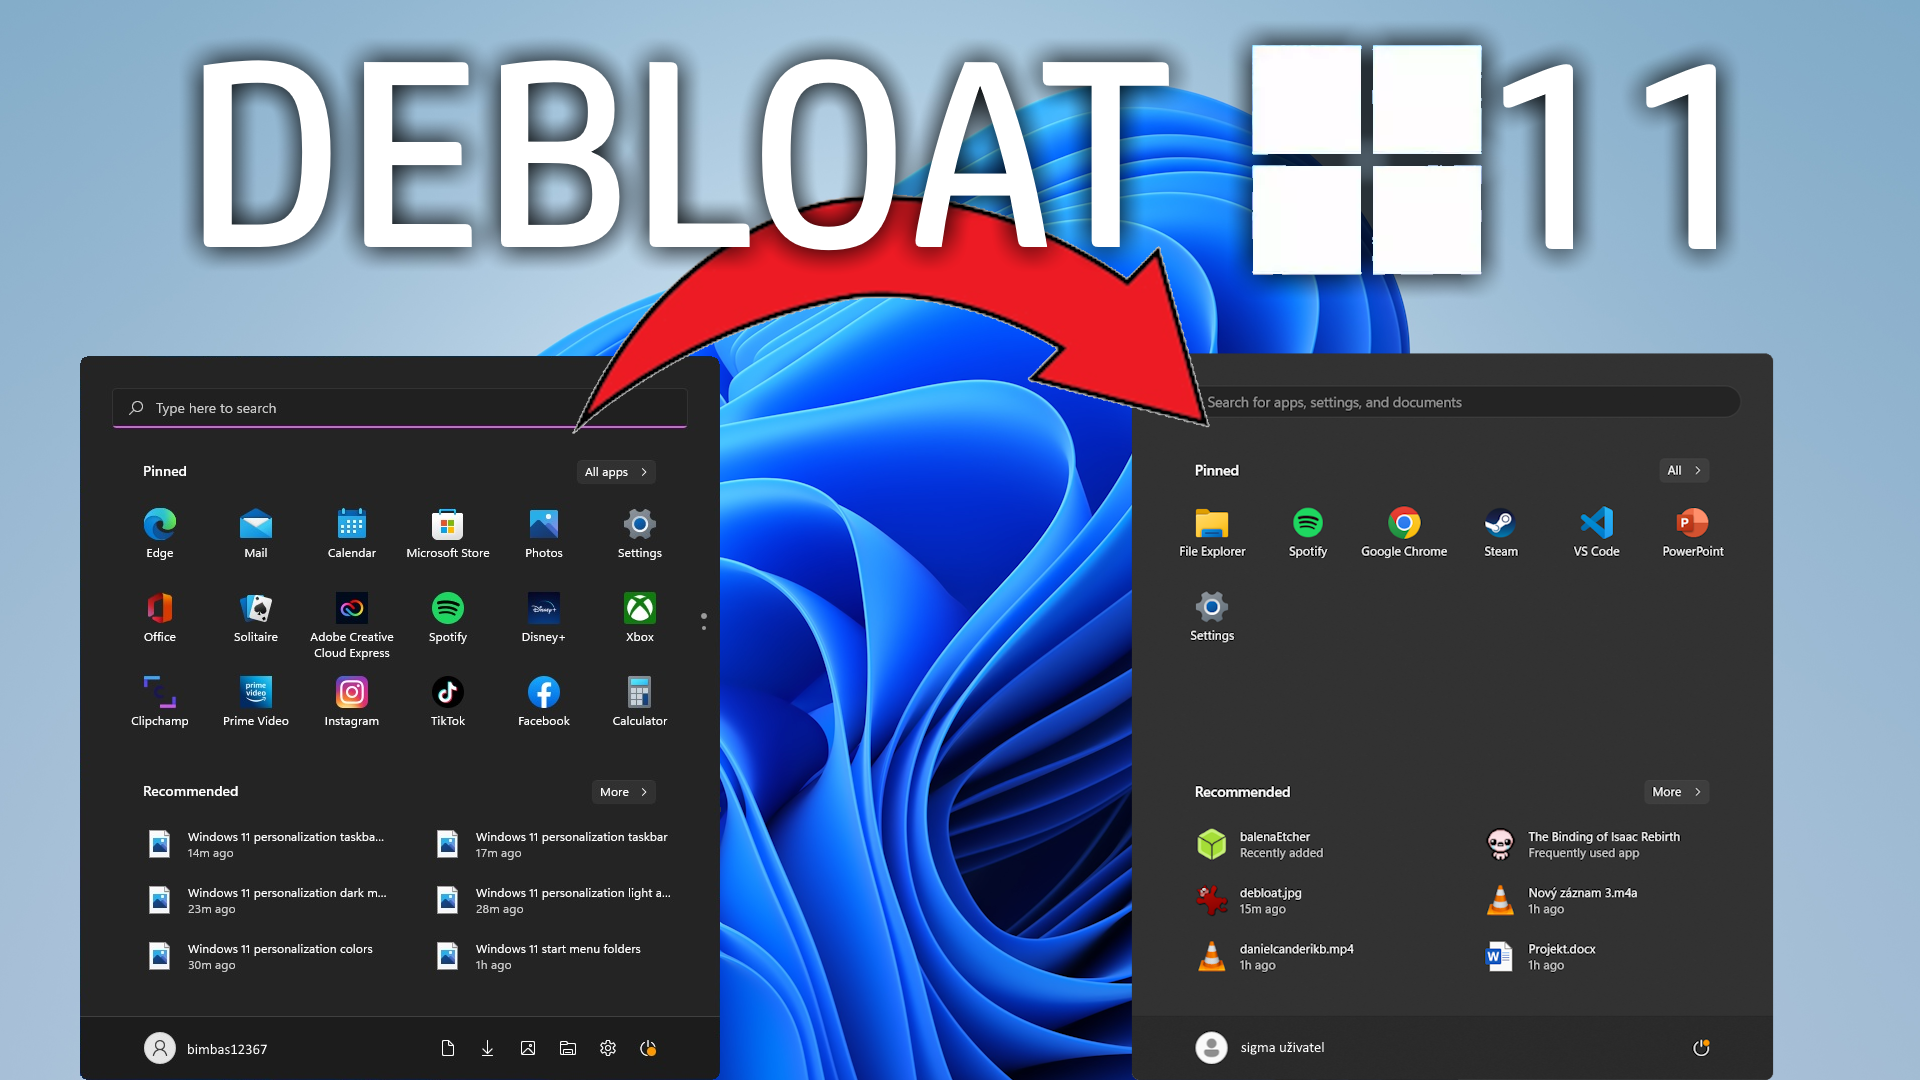 DEBLOAT 11
Type here to search
Pinned
All apps
Edge
Mail
Calendar
Microsoft Store
Photos
Settings
Office
Solitaire
Adobe Creative
Cloud Express
Spotify
Disney+
Disney+
Xbox
prime
video
Clipchamp
Prime Video
Instagram
TikTok
Facebook
Calculator
Recommended
More
Windows 11 personalization taskba...
14m ago
Windows 11 personalization taskbar
17m ago
Windows 11 personalization dark m...
23m ago
Windows 11 personalization light a...
28m ago
Windows 11 personalization colors
30m ago
Windows 11 start menu folders
1h ago
bimbas12367
Search for apps, settings, and documents
Pinned
All
P
File Explorer
Spotify
Google Chrome
Steam
VS Code
PowerPoint
Settings
Recommended
More
balenaEtcher
Recently added
The Binding of Isaac Rebirth
Frequently used app
debloat.jpg
15m ago
Nový záznam 3.m4a
1h ago
danielcanderikb.mp4
1h ago
W
Projekt.docx
1h ago
sigma uživatel